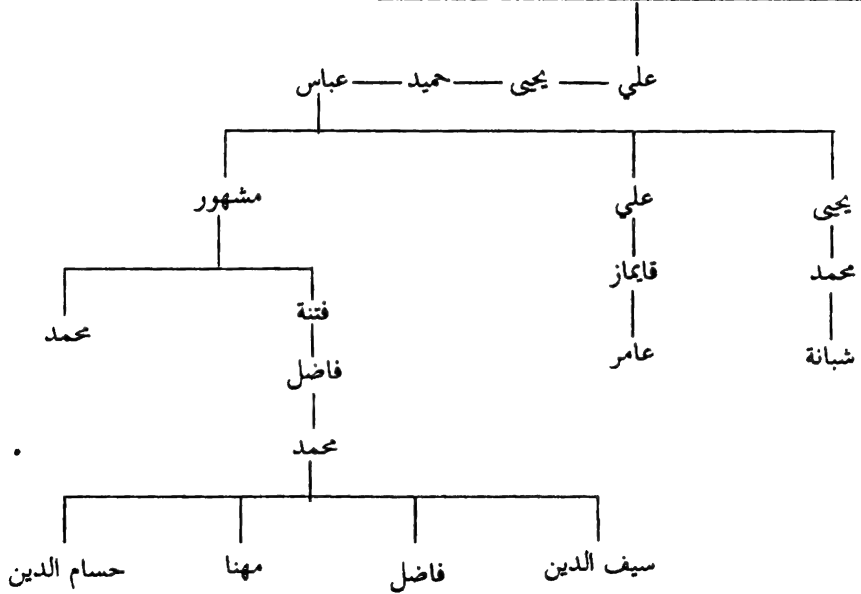 علي — يحيى — حميد — عباس
يحيى علي مشهور
محمد قايماز فتنة محمد
شبانة عامر فاضل
محمد
سيف الدين فاضل مهنا حسام الدين